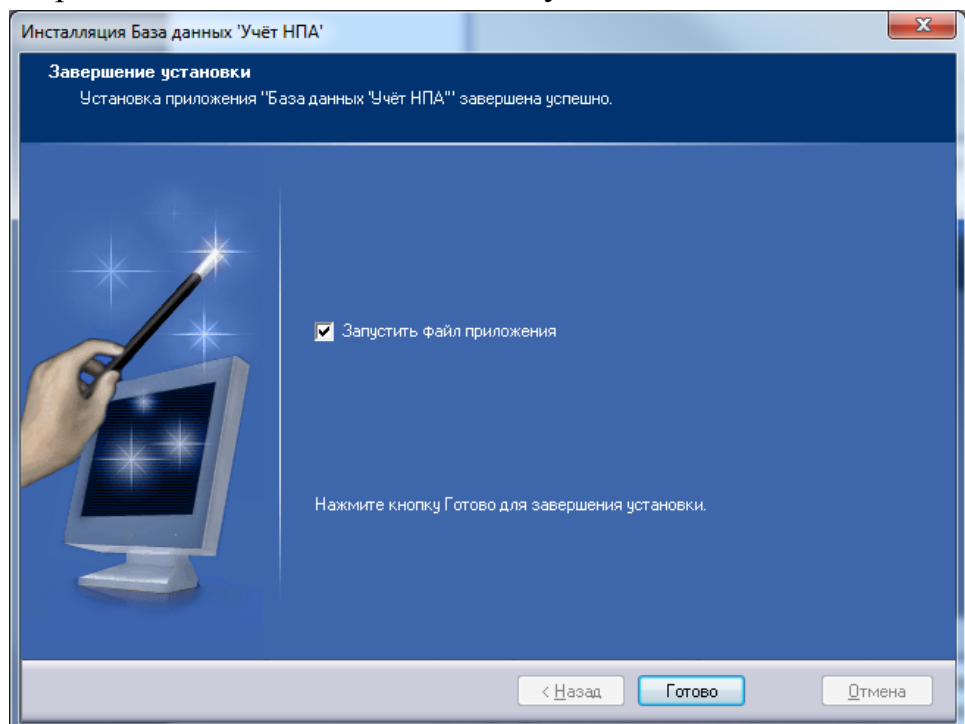 Инсталляция База данных 'Учёт НПА'
Завершение установки
Установка приложения "База данных 'Учёт НПА'" завершена успешно.
Запустить файл приложения
Нажмите кнопку Готово для завершения установки.
< Назад Готово Отмена